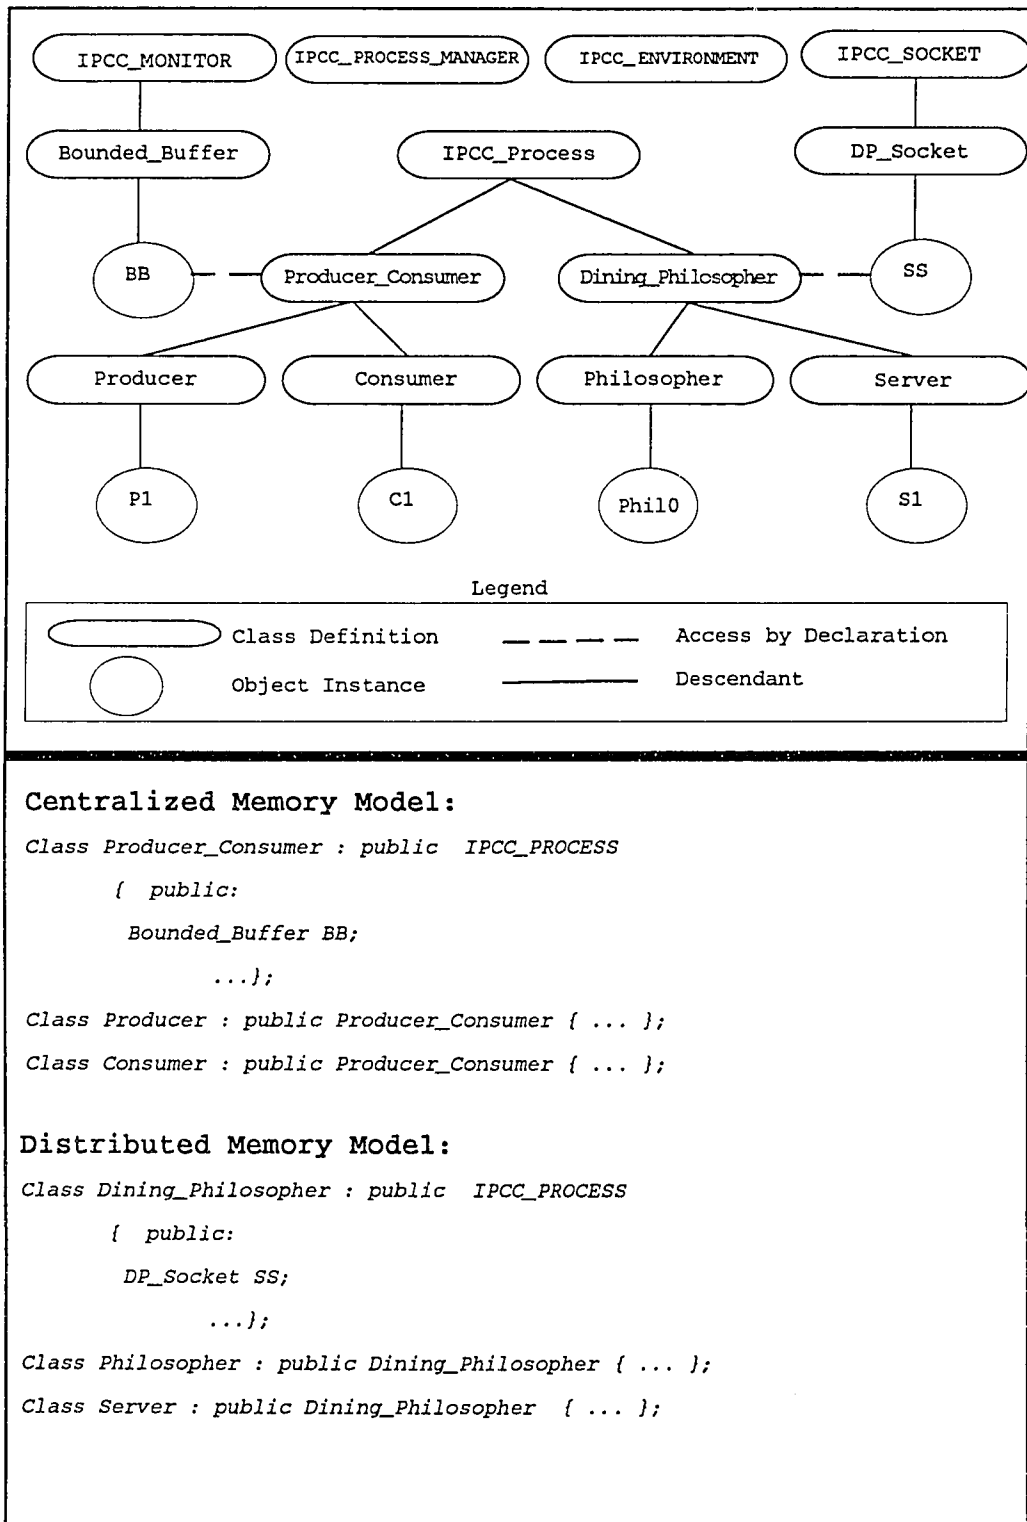 IPCC_MONITOR IPCC_PROCESS_MANAGER IPCC_ENVIRONMENT IPCC_SOCKET
Bounded_Buffer IPCC_Process DP_Socket
BB Producer_Consumer Dining_Philosopher SS
Producer Consumer Philosopher Server
P1 C1 Phil0 S1
Legend
Class Definition Access by Declaration
Object Instance Descendant
Centralized Memory Model:
Class Producer_Consumer : public IPCC_PROCESS
{ public:
Bounded_Buffer BB;
...};
Class Producer : public Producer_Consumer { ... };
Class Consumer : public Producer_Consumer { ... };
Distributed Memory Model:
Class Dining_Philosopher : public IPCC_PROCESS
{ public:
DP_Socket SS;
...};
Class Philosopher : public Dining_Philosopher { ... };
Class Server : public Dining_Philosopher { ... };